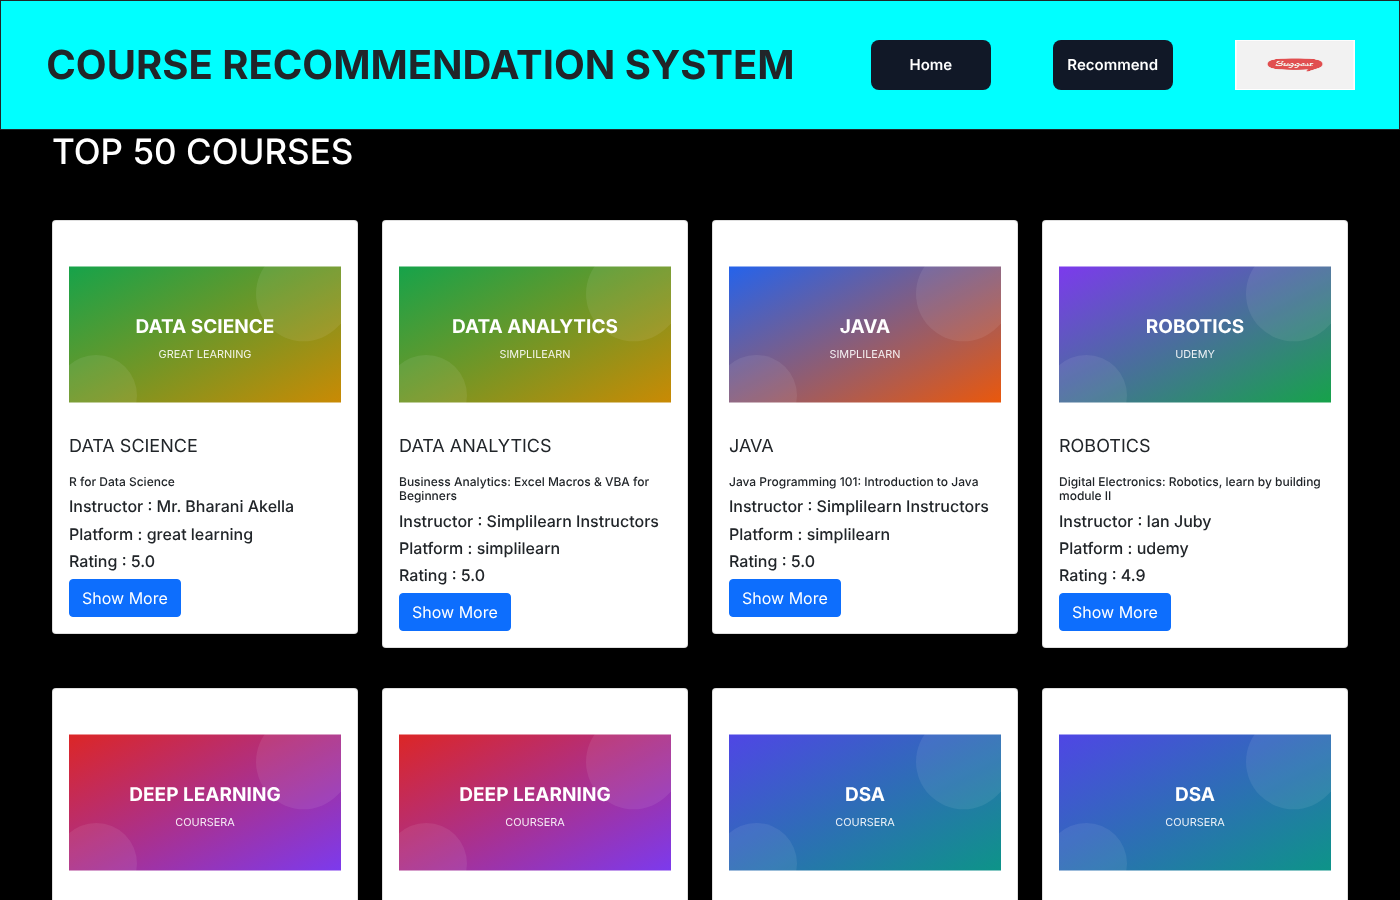 COURSE RECOMMENDATION SYSTEM
Home
Recommend
Suggest
TOP 50 COURSES
DATA SCIENCE
GREAT LEARNING
DATA SCIENCE
R for Data Science
Instructor : Mr. Bharani Akella
Platform : great learning
Rating : 5.0
Show More
DATA ANALYTICS
SIMPLILEARN
DATA ANALYTICS
Business Analytics: Excel Macros & VBA for
Beginners
Instructor : Simplilearn Instructors
Platform : simplilearn
Rating : 5.0
Show More
JAVA
SIMPLILEARN
JAVA
Java Programming 101: Introduction to Java
Instructor : Simplilearn Instructors
Platform : simplilearn
Rating : 5.0
Show More
ROBOTICS
UDEMY
ROBOTICS
Digital Electronics: Robotics, learn by building
module II
Instructor : Ian Juby
Platform : udemy
Rating : 4.9
Show More
DEEP LEARNING
COURSERA
DEEP LEARNING
COURSERA
DSA
COURSERA
DSA
COURSERA